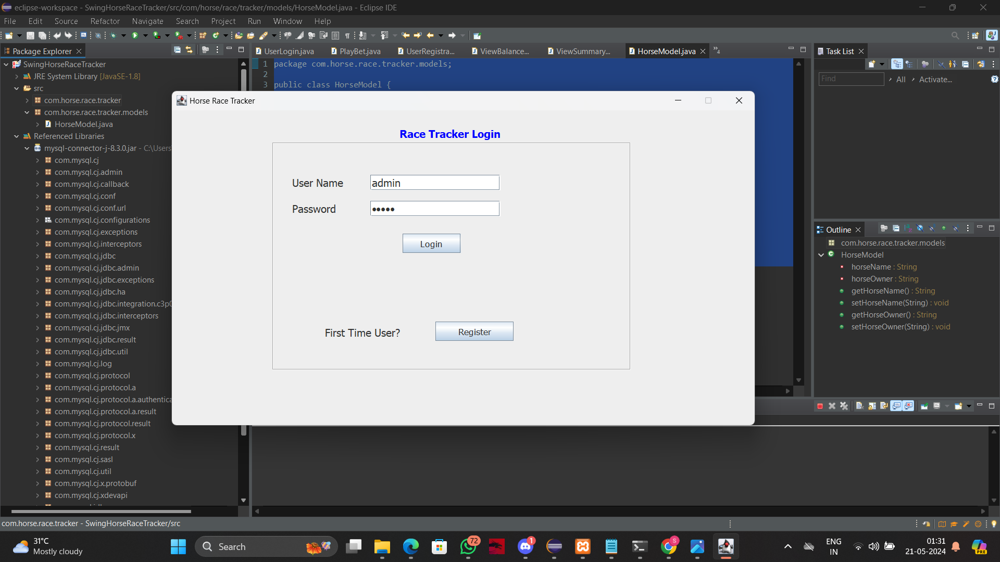 eclipse-workspace - SwingHorseRaceTracker/src/com/horse/race/tracker/models/HorseModel.java - Eclipse IDE
File Edit Source Refactor Navigate Search Project Run Window Help
Package Explorer
SwingHorseRaceTracker
JRE System Library [JavaSE-1.8]
src
com.horse.race.tracker
com.horse.race.tracker.models
HorseModel.java
Referenced Libraries
mysql-connector-j-8.3.0.jar - C:\Users
com.mysql.cj
com.mysql.cj.admin
com.mysql.cj.callback
com.mysql.cj.conf
com.mysql.cj.conf.url
com.mysql.cj.configurations
com.mysql.cj.exceptions
com.mysql.cj.interceptors
com.mysql.cj.jdbc
com.mysql.cj.jdbc.admin
com.mysql.cj.jdbc.exceptions
com.mysql.cj.jdbc.ha
com.mysql.cj.jdbc.integration.c3p0
com.mysql.cj.jdbc.interceptors
com.mysql.cj.jdbc.jmx
com.mysql.cj.jdbc.result
com.mysql.cj.jdbc.util
com.mysql.cj.log
com.mysql.cj.protocol
com.mysql.cj.protocol.a
com.mysql.cj.protocol.a.authentica
com.mysql.cj.protocol.a.result
com.mysql.cj.protocol.result
com.mysql.cj.protocol.x
com.mysql.cj.result
com.mysql.cj.sasl
com.mysql.cj.util
com.mysql.cj.x.protobuf
com.mysql.cj.xdevapi
UserLogin.java PlayBet.java UserRegistra... ViewBalance... ViewSummary... HorseModel.java »4
1 package com.horse.race.tracker.models;
2
3 public class HorseModel {
Horse Race Tracker
Race Tracker Login
User Name admin
Password •••••
Login
First Time User? Register
Task List
Find All Activate...
Outline
com.horse.race.tracker.models
HorseModel
horseName : String
horseOwner : String
getHorseName() : String
setHorseName(String) : void
getHorseOwner() : String
setHorseOwner(String) : void
com.horse.race.tracker - SwingHorseRaceTracker/src
31°C
Mostly cloudy
Search
72
1
S
ENG
IN
01:31
21-05-2024
PRE